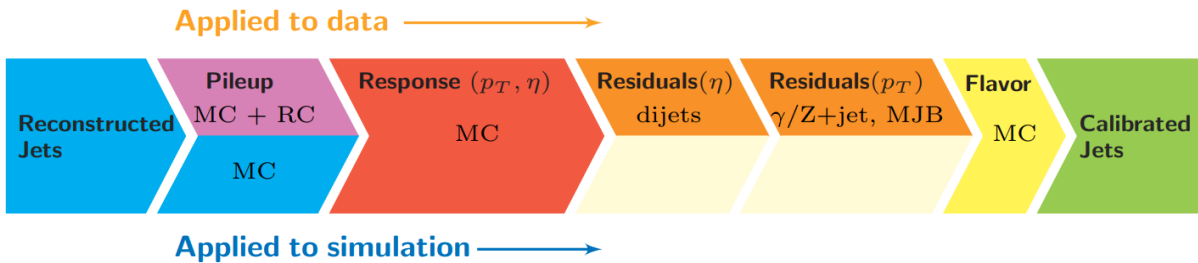 Applied to data
Reconstructed
Jets
Pileup
MC + RC
MC
Response (p_T, η)
MC
Residuals(η)
dijets
Residuals(p_T)
γ/Z+jet, MJB
Flavor
MC
Calibrated
Jets
Applied to simulation